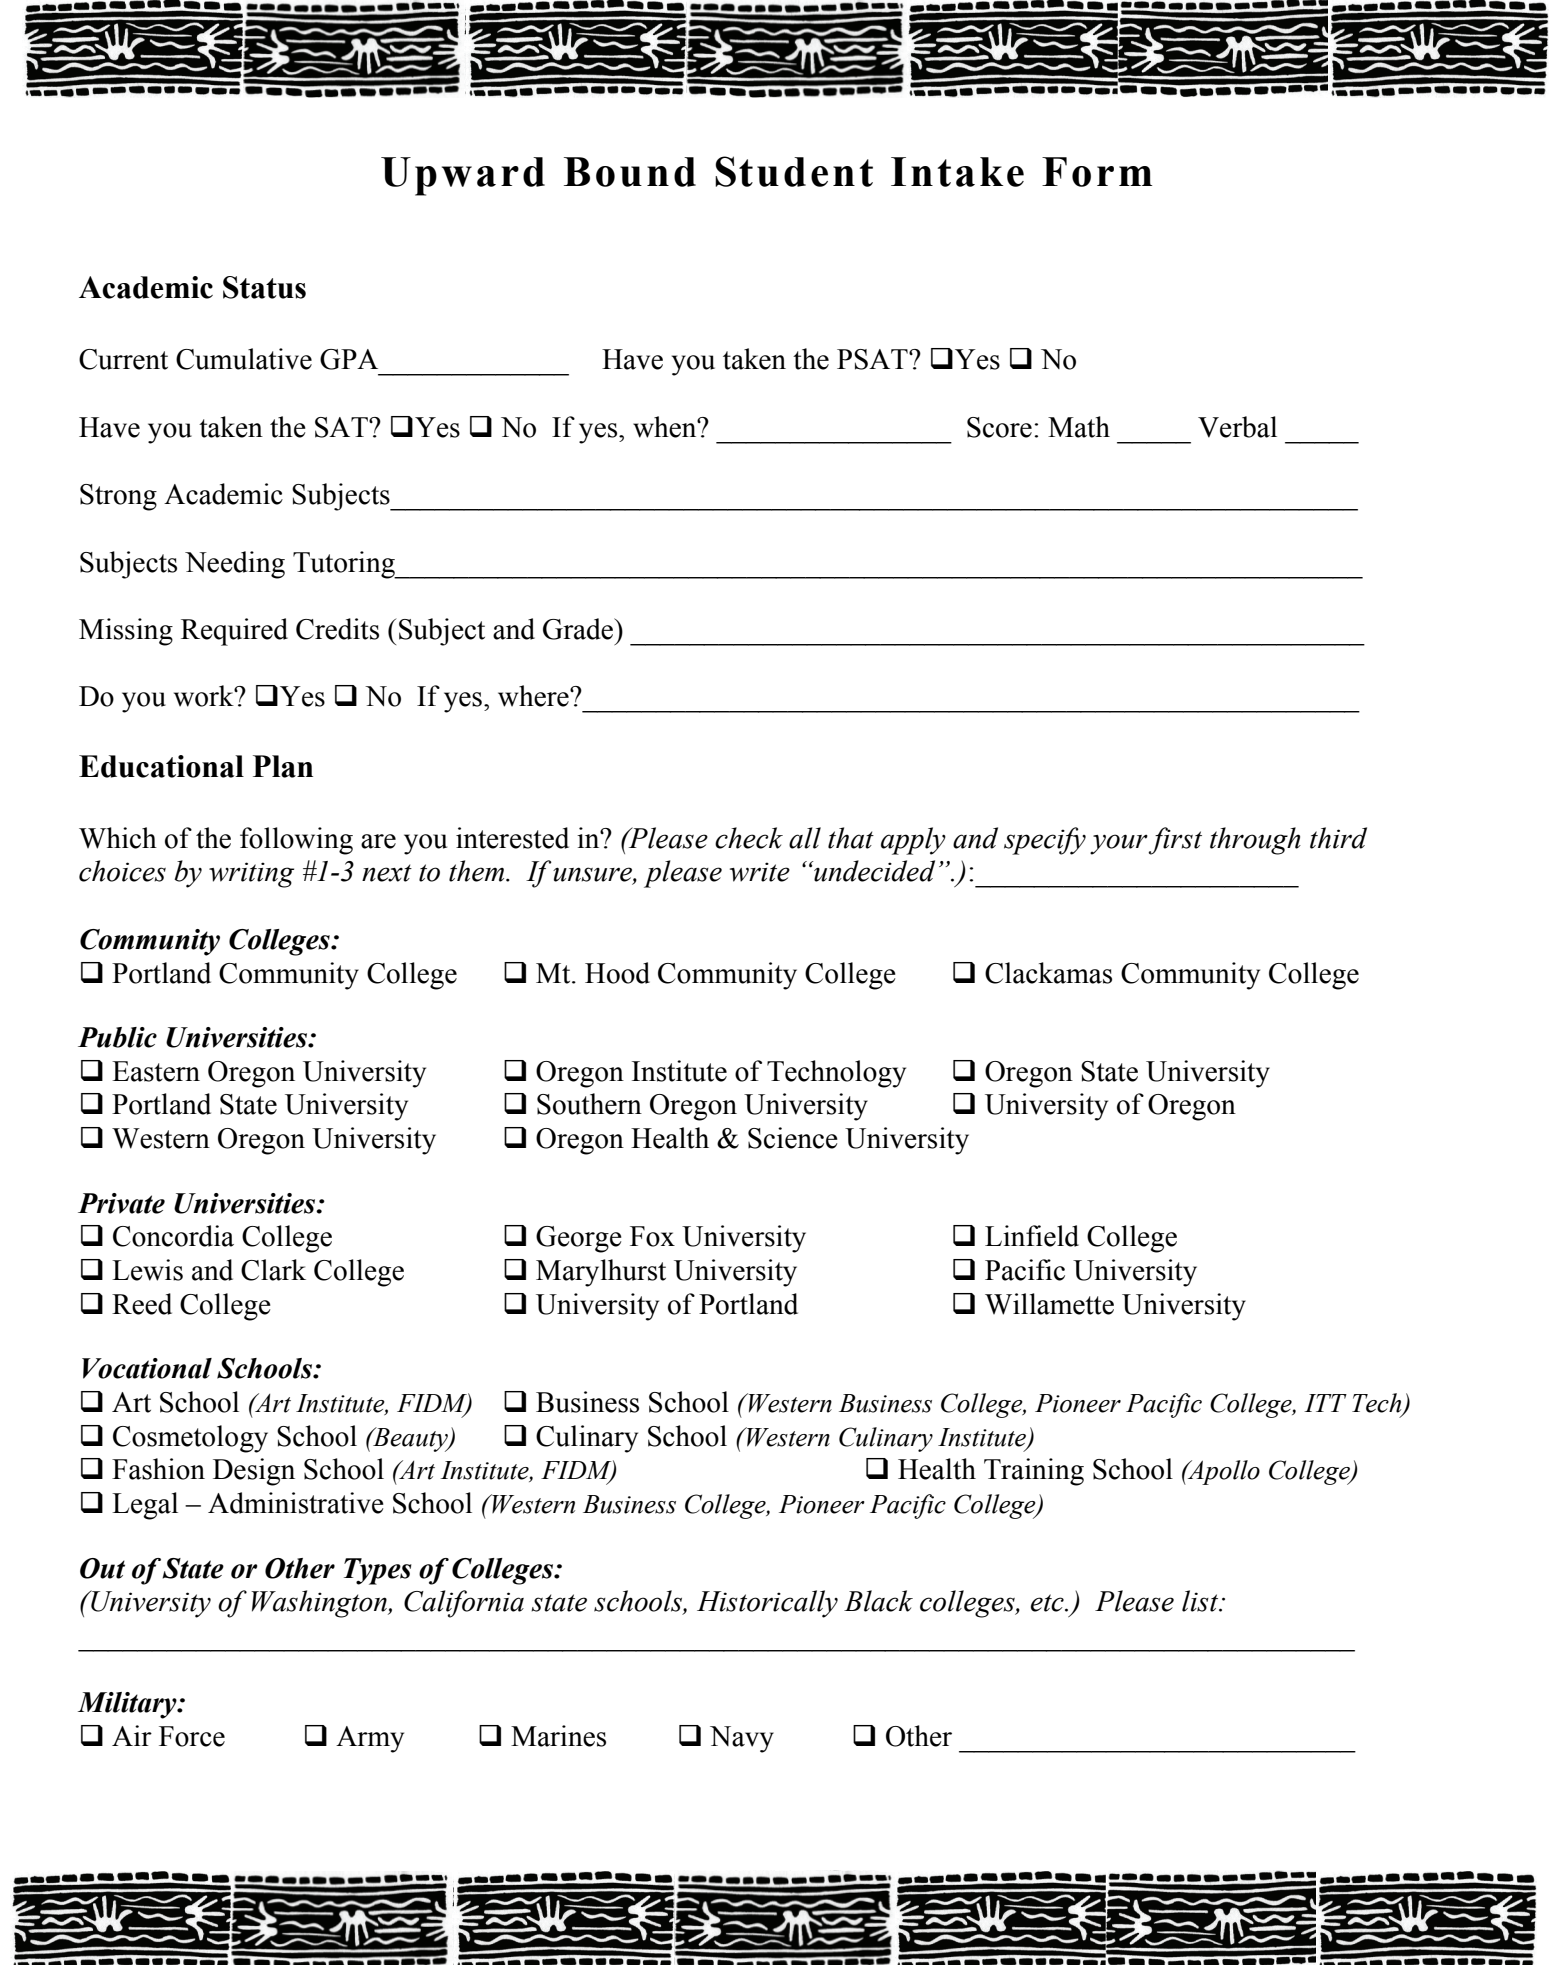 Upward Bound Student Intake Form
Academic Status
Current Cumulative GPA_____________ Have you taken the PSAT? ❑Yes ❑ No
Have you taken the SAT? ❑Yes ❑ No If yes, when? ________________ Score: Math _____ Verbal _____
Strong Academic Subjects__________________________________________________________________
Subjects Needing Tutoring__________________________________________________________________
Missing Required Credits (Subject and Grade) __________________________________________________
Do you work? ❑Yes ❑ No If yes, where?_____________________________________________________
Educational Plan
Which of the following are you interested in? (Please check all that apply and specify your first through third
choices by writing #1-3 next to them. If unsure, please write “undecided”.):______________________
Community Colleges:
❑ Portland Community College ❑ Mt. Hood Community College ❑ Clackamas Community College
Public Universities:
❑ Eastern Oregon University ❑ Oregon Institute of Technology ❑ Oregon State University
❑ Portland State University ❑ Southern Oregon University ❑ University of Oregon
❑ Western Oregon University ❑ Oregon Health & Science University
Private Universities:
❑ Concordia College ❑ George Fox University ❑ Linfield College
❑ Lewis and Clark College ❑ Marylhurst University ❑ Pacific University
❑ Reed College ❑ University of Portland ❑ Willamette University
Vocational Schools:
❑ Art School (Art Institute, FIDM) ❑ Business School (Western Business College, Pioneer Pacific College, ITT Tech)
❑ Cosmetology School (Beauty) ❑ Culinary School (Western Culinary Institute)
❑ Fashion Design School (Art Institute, FIDM) ❑ Health Training School (Apollo College)
❑ Legal – Administrative School (Western Business College, Pioneer Pacific College)
Out of State or Other Types of Colleges:
(University of Washington, California state schools, Historically Black colleges, etc.) Please list:
_______________________________________________________________________________________
Military:
❑ Air Force ❑ Army ❑ Marines ❑ Navy ❑ Other ___________________________